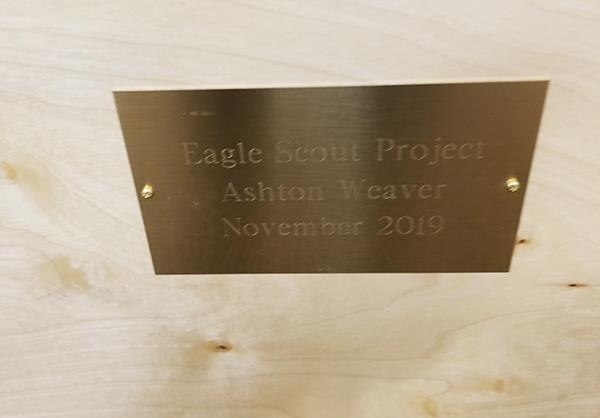 Eagle Scout Project
Ashton Weaver
November 2019